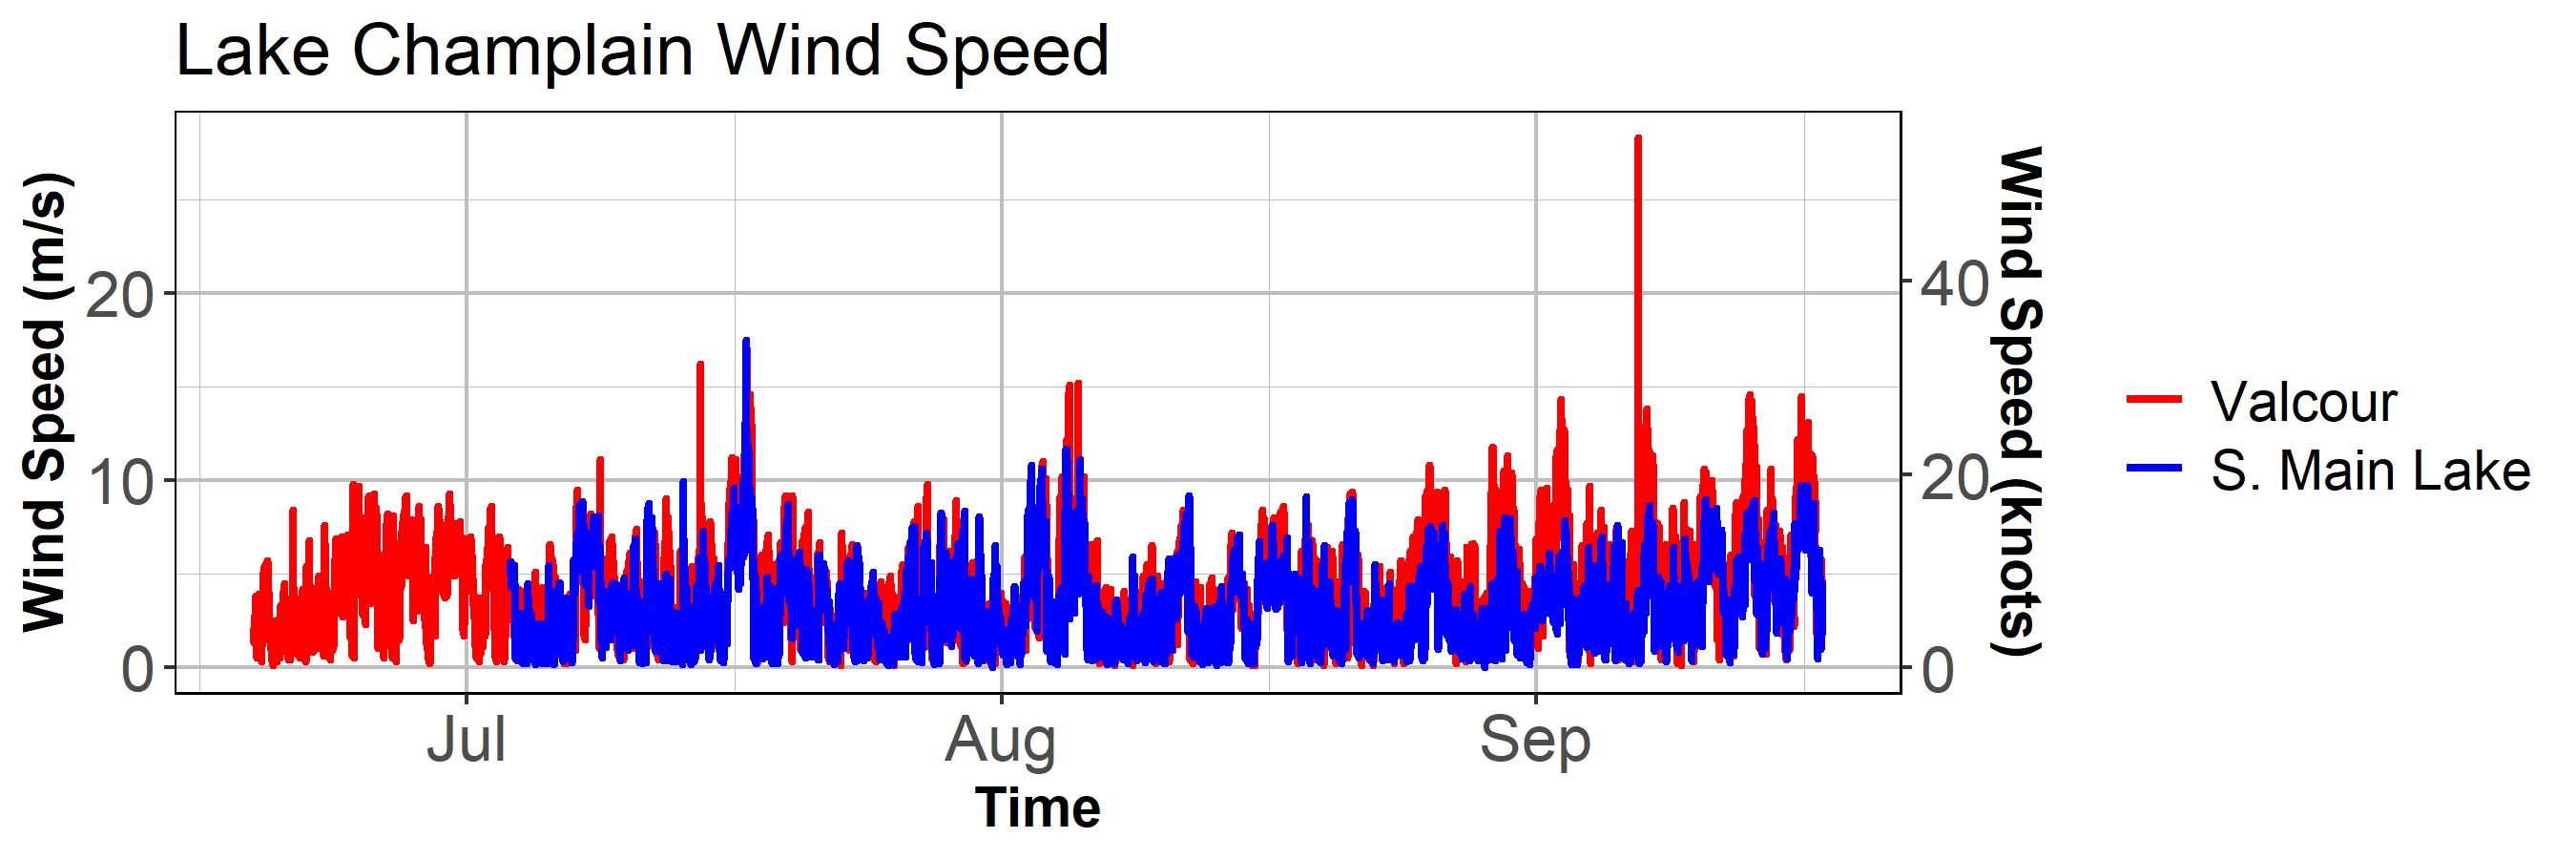 Lake Champlain Wind Speed
Wind Speed (m/s)
20
10
0
40
20
0
Wind Speed (knots)
Jul
Aug
Sep
Time
Valcour
S. Main Lake